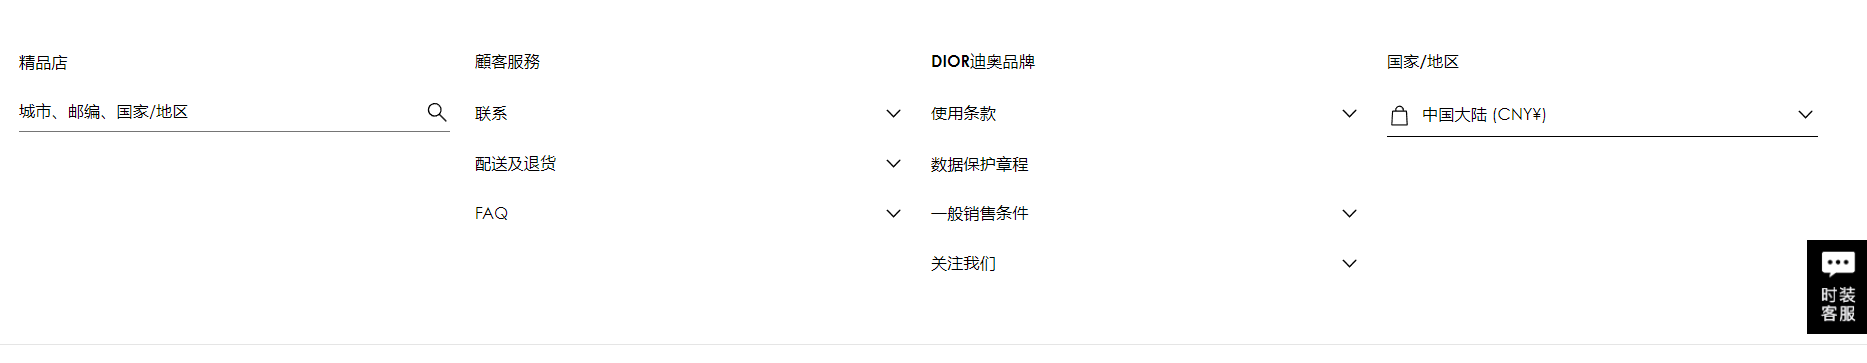 精品店
城市、邮编、国家/地区
顧客服務
联系
配送及退货
FAQ
DIOR迪奥品牌
使用条款
数据保护章程
一般销售条件
关注我们
国家/地区
中国大陆 (CNY¥)
时装
客服